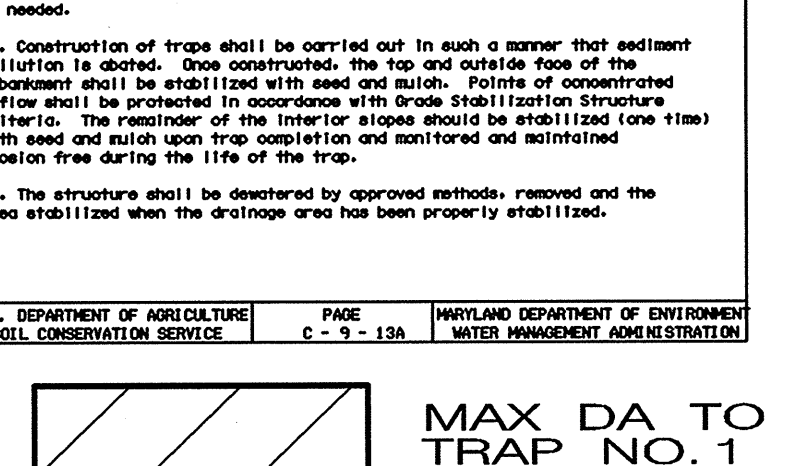 needed.
. Construction of traps shall be carried out in such a manner that sediment
llution is abated. Once constructed, the top and outside face of the
bankment shall be stabilized with seed and mulch. Points of concentrated
flow shall be protected in accordance with Grade Stabilization Structure
iteria. The remainder of the interior slopes should be stabilized (one time)
th seed and mulch upon trap completion and monitored and maintained
osion free during the life of the trap.
. The structure shall be dewatered by approved methods, removed and the
ea stabilized when the drainage area has been properly stabilized.
. DEPARTMENT OF AGRICULTURE PAGE MARYLAND DEPARTMENT OF ENVIRONMENT
OIL CONSERVATION SERVICE C - 9 - 13A WATER MANAGEMENT ADMINISTRATION
MAX DA TO
TRAP NO. 1